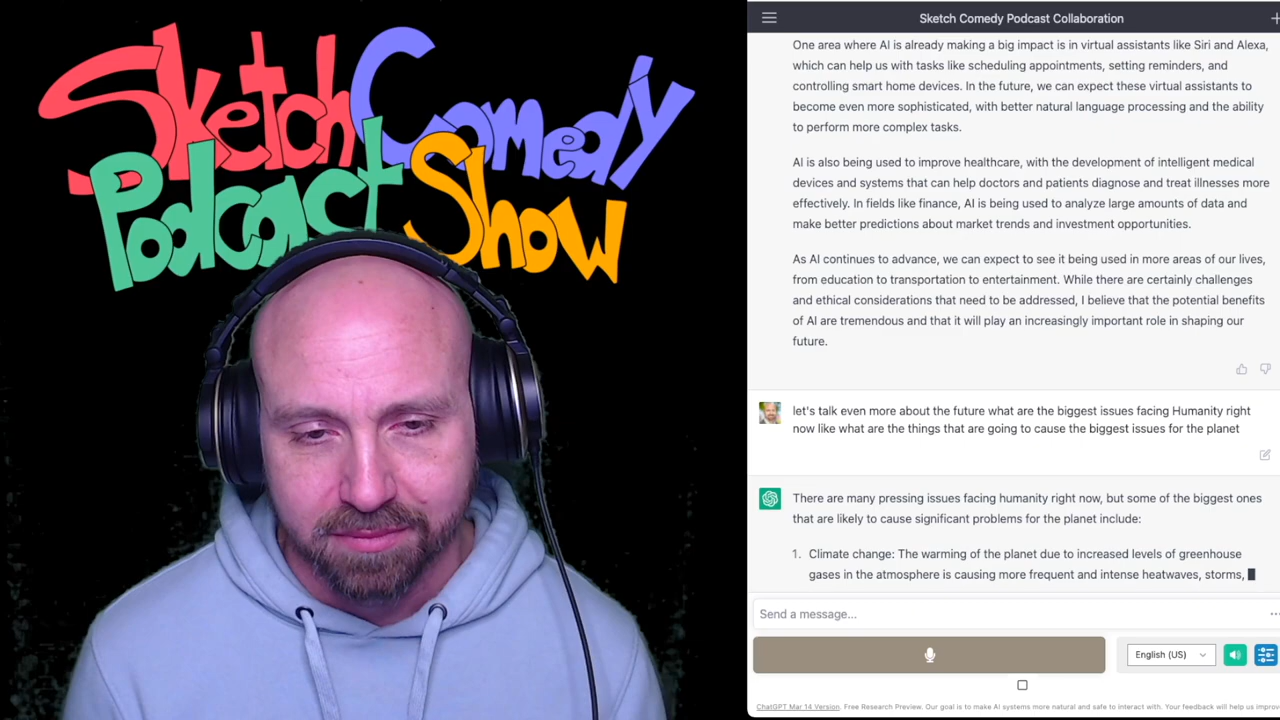 Sketch Comedy
Podcast Show
Sketch Comedy Podcast Collaboration
One area where AI is already making a big impact is in virtual assistants like Siri and Alexa,
which can help us with tasks like scheduling appointments, setting reminders, and
controlling smart home devices. In the future, we can expect these virtual assistants to
become even more sophisticated, with better natural language processing and the ability
to perform more complex tasks.
AI is also being used to improve healthcare, with the development of intelligent medical
devices and systems that can help doctors and patients diagnose and treat illnesses more
effectively. In fields like finance, AI is being used to analyze large amounts of data and
make better predictions about market trends and investment opportunities.
As AI continues to advance, we can expect to see it being used in more areas of our lives,
from education to transportation to entertainment. While there are certainly challenges
and ethical considerations that need to be addressed, I believe that the potential benefits
of AI are tremendous and that it will play an increasingly important role in shaping our
future.
let's talk even more about the future what are the biggest issues facing Humanity right
now like what are the things that are going to cause the biggest issues for the planet
There are many pressing issues facing humanity right now, but some of the biggest ones
that are likely to cause significant problems for the planet include:
1. Climate change: The warming of the planet due to increased levels of greenhouse
gases in the atmosphere is causing more frequent and intense heatwaves, storms,
Send a message...
English (US)
ChatGPT Mar 14 Version. Free Research Preview. Our goal is to make AI systems more natural and safe to interact with. Your feedback will help us improv